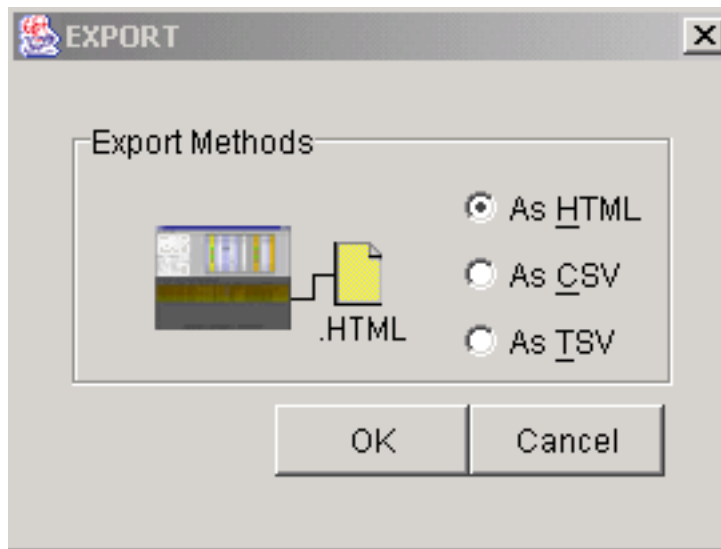 EXPORT
Export Methods
As HTML
As CSV
.HTML
As TSV
OK
Cancel